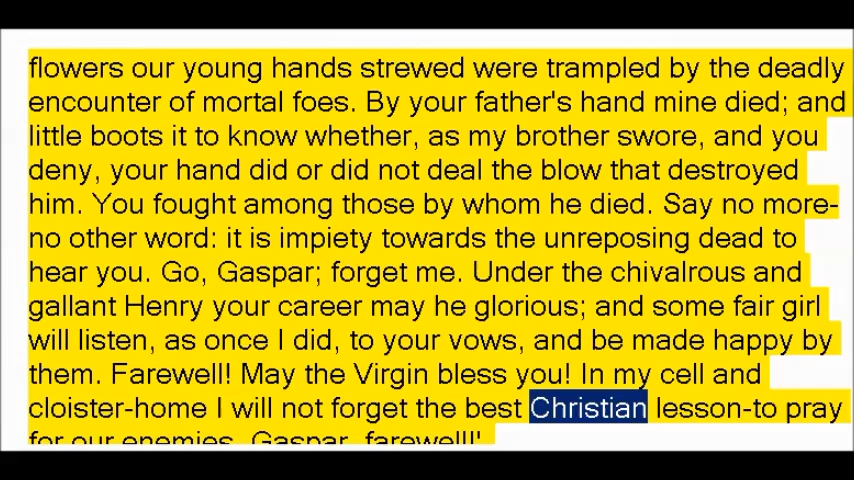 flowers our young hands strewed were trampled by the deadly
encounter of mortal foes. By your father's hand mine died; and
little boots it to know whether, as my brother swore, and you
deny, your hand did or did not deal the blow that destroyed
him. You fought among those by whom he died. Say no more-
no other word: it is impiety towards the unreposing dead to
hear you. Go, Gaspar; forget me. Under the chivalrous and
gallant Henry your career may he glorious; and some fair girl
will listen, as once I did, to your vows, and be made happy by
them. Farewell! May the Virgin bless you! In my cell and
cloister-home I will not forget the best Christian lesson-to pray
for our enemies. Gaspar, farewell!'